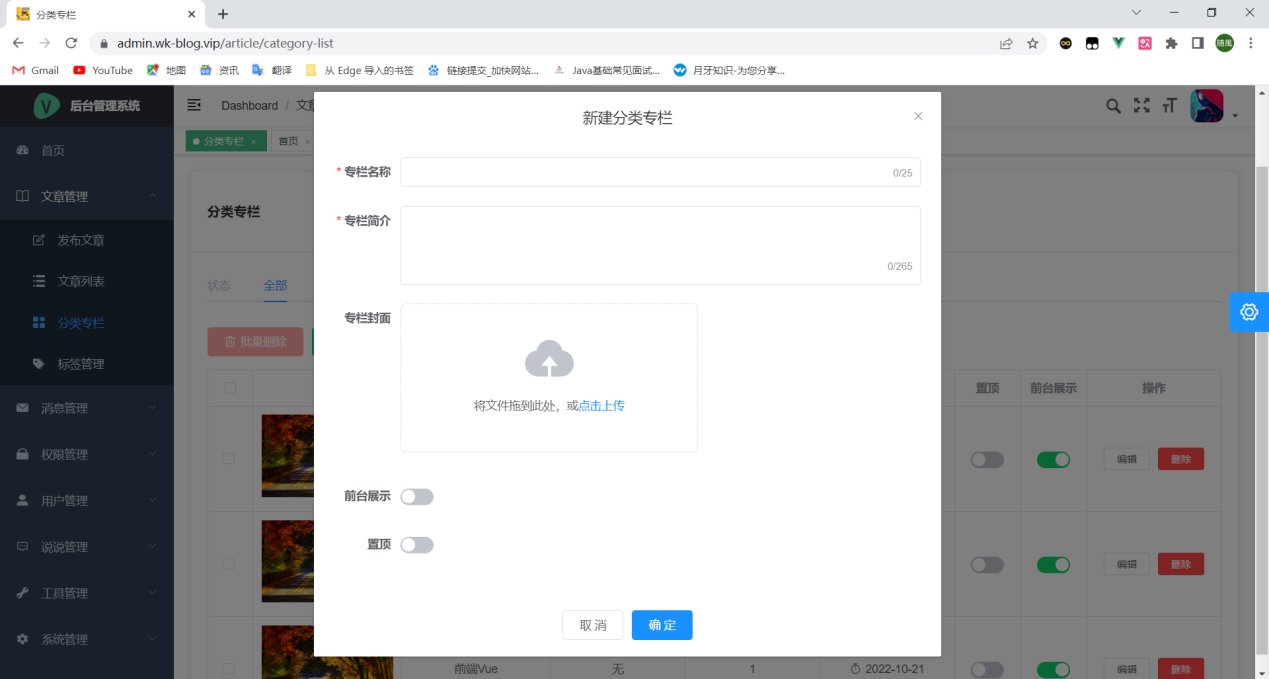 分类专栏
admin.wk-blog.vip/article/category-list
Gmail
YouTube
地图
资讯
翻译
从 Edge 导入的书签
链接提交_加快网站...
Java基础常见面试...
月牙知识-为您分享...
随風
V
后台管理系统
Dashboard / 文章
分类专栏 ×
首页 ×
首页
文章管理
发布文章
文章列表
分类专栏
标签管理
消息管理
权限管理
用户管理
说说管理
工具管理
系统管理
分类专栏
状态
全部
批量删除
新建分类专栏
* 专栏名称
0/25
* 专栏简介
0/265
专栏封面
将文件拖到此处，或点击上传
前台展示
置顶
取 消
确 定
置顶
前台展示
操作
编辑
删除
编辑
删除
前端Vue
无
1
2022-10-21
编辑
删除